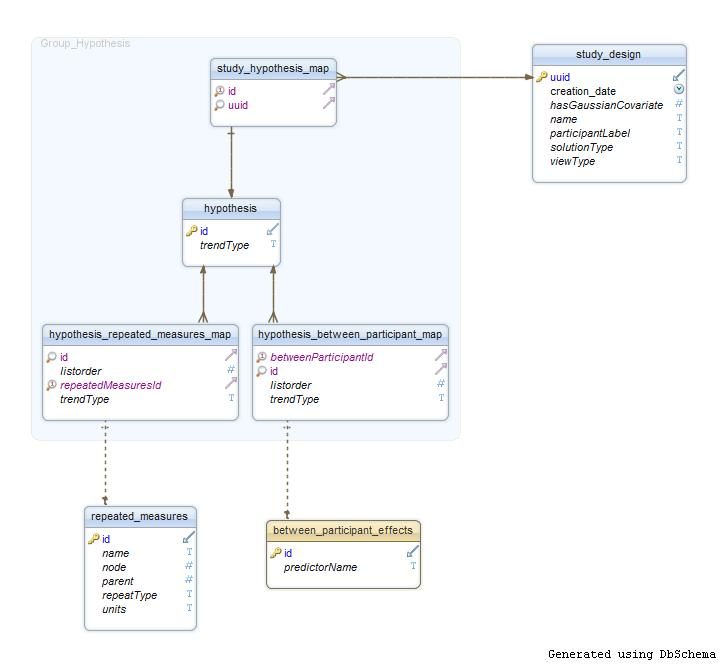 Group_Hypothesis
study_hypothesis_map
id
uuid
study_design
uuid
creation_date
hasGaussianCovariate #
name T
participantLabel T
solutionType T
viewType T
hypothesis
id
trendType T
hypothesis_repeated_measures_map
id
listorder #
repeatedMeasuresId
trendType T
hypothesis_between_participant_map
betweenParticipantId
id
listorder #
trendType T
repeated_measures
id
name T
node #
parent #
repeatType T
units T
between_participant_effects
id
predictorName T
Generated using DbSchema